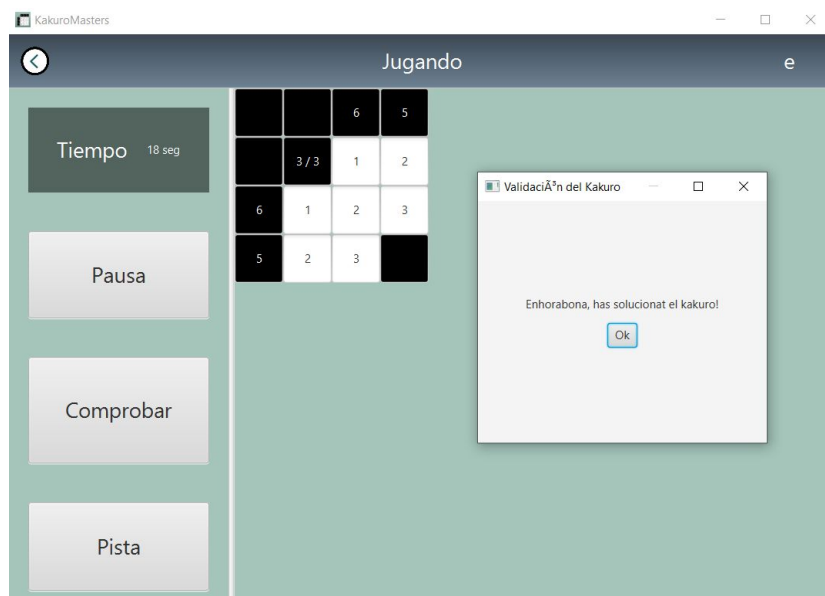 KakuroMasters
Jugando
e
Tiempo 18 seg
6 5
3 / 3 1 2
6 1 2 3
5 2 3
Pausa
Comprobar
Pista
ValidaciÃ³n del Kakuro
Enhorabona, has solucionat el kakuro!
Ok